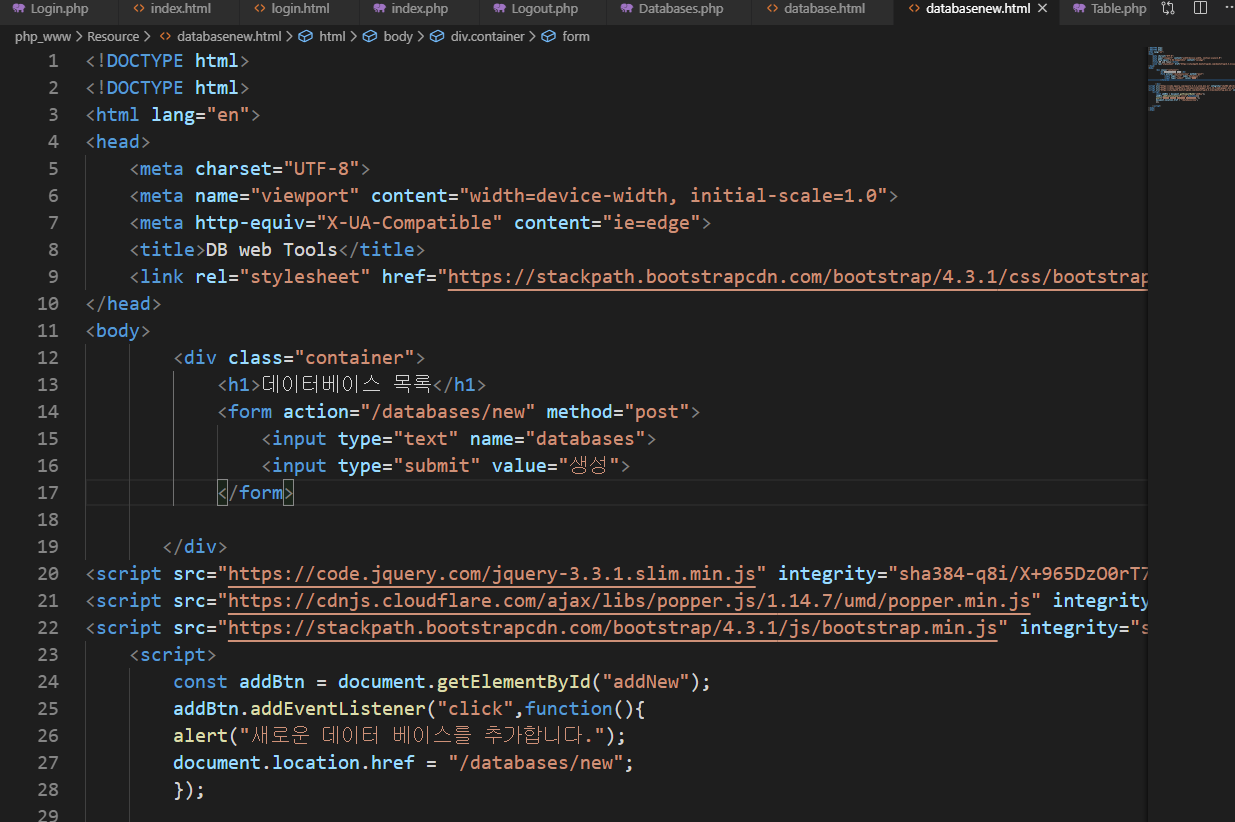 Login.php index.html login.html index.php Logout.php Databases.php database.html databasenew.html Table.php
php_www > Resource > databasenew.html > html > body > div.container > form
1 <!DOCTYPE html>
2 <!DOCTYPE html>
3 <html lang="en">
4 <head>
5 <meta charset="UTF-8">
6 <meta name="viewport" content="width=device-width, initial-scale=1.0">
7 <meta http-equiv="X-UA-Compatible" content="ie=edge">
8 <title>DB web Tools</title>
9 <link rel="stylesheet" href="https://stackpath.bootstrapcdn.com/bootstrap/4.3.1/css/bootstrap
10 </head>
11 <body>
12 <div class="container">
13 <h1>데이터베이스 목록</h1>
14 <form action="/databases/new" method="post">
15 <input type="text" name="databases">
16 <input type="submit" value="생성">
17 </form>
18
19 </div>
20 <script src="https://code.jquery.com/jquery-3.3.1.slim.min.js" integrity="sha384-q8i/X+965DzO0rT7
21 <script src="https://cdnjs.cloudflare.com/ajax/libs/popper.js/1.14.7/umd/popper.min.js" integrity
22 <script src="https://stackpath.bootstrapcdn.com/bootstrap/4.3.1/js/bootstrap.min.js" integrity="s
23 <script>
24 const addBtn = document.getElementById("addNew");
25 addBtn.addEventListener("click",function(){
26 alert("새로운 데이터 베이스를 추가합니다.");
27 document.location.href = "/databases/new";
28 });
29